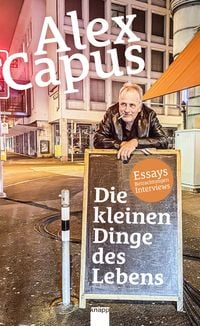 Alex
Capus
Essays
Betrachtungen
Interviews
Die
kleinen
Dinge
des
Lebens
knapp